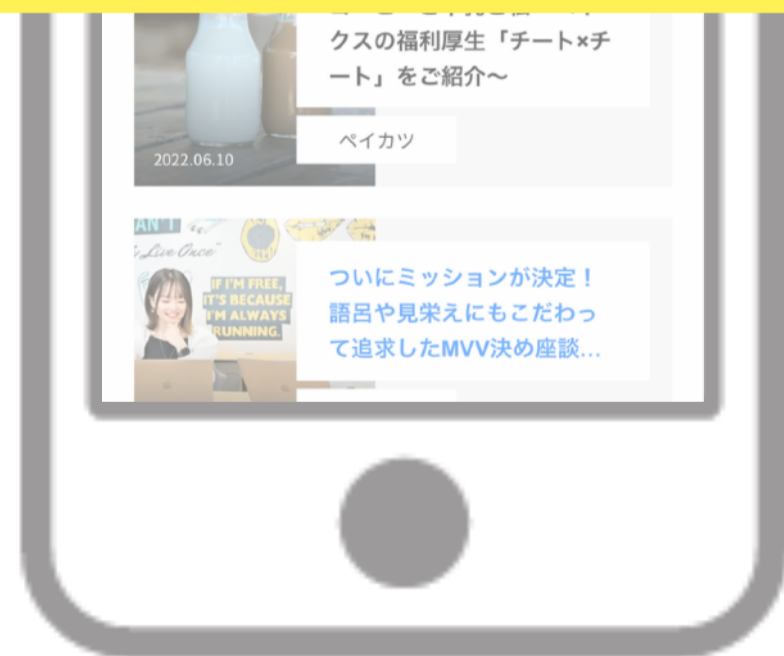 クスの福利厚生「チート×チ
ート」をご紹介～
ペイカツ
2022.06.10
AN'T
Live Once"
IF I'M FREE,
IT'S BECAUSE
I'M ALWAYS
RUNNING.
ついにミッションが決定！
語呂や見栄えにもこだわっ
て追求したMVV決め座談…